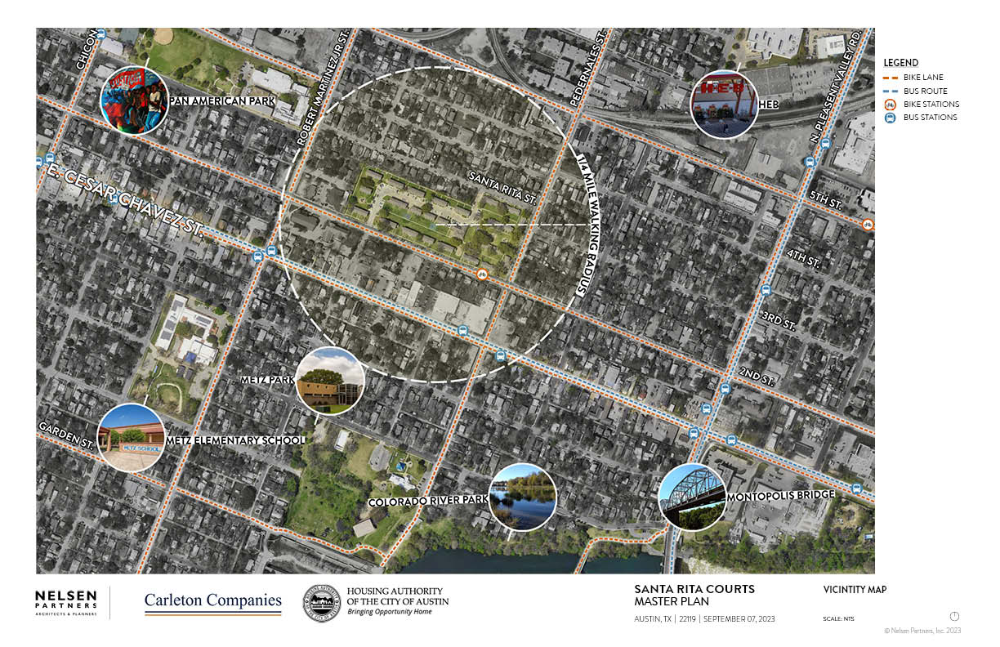 CHICON
ROBERT MARTINEZ JR ST.
PEDERNALES ST.
N. PLEASANT VALLEY RD.
PAN AMERICAN PARK
HEB
HEB
SANTA RITA ST.
1/4 MILE WALKING RADIUS
E. CESAR CHAVEZ ST.
5TH ST.
4TH ST.
3RD ST.
2ND ST.
METZ PARK
GARDEN ST.
METZ SCHOOL
METZ ELEMENTARY SCHOOL
COLORADO RIVER PARK
MONTOPOLIS BRIDGE
LEGEND
BIKE LANE
BUS ROUTE
BIKE STATIONS
BUS STATIONS
NELSEN
PARTNERS
ARCHITECTS & PLANNERS
Carleton Companies
HOUSING AUTHORITY
OF THE CITY OF AUSTIN
Bringing Opportunity Home
SANTA RITA COURTS
MASTER PLAN
AUSTIN, TX | 22119 | SEPTEMBER 07, 2023
VICINTITY MAP
SCALE: NTS
© Nelsen Partners, Inc. 2023